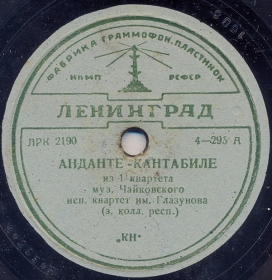 ФАБРИКА ГРАММОФОН. ПЛАСТИНОК
НКМП РСФСР
ЛЕНИНГРАД
ЛРК 2190 4—295 А
АНДАНТЕ-КАНТАБИЛЕ
из 1 квартета
муз. Чайковского
исп. квартет им. Глазунова
(з. колл. респ.)
„КН"